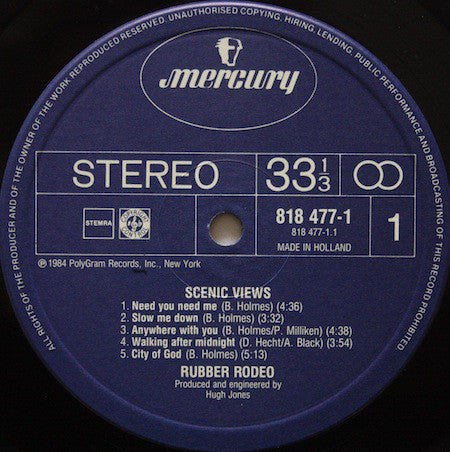 ALL RIGHTS OF THE PRODUCER AND OF THE OWNER OF THE WORK REPRODUCED RESERVED. UNAUTHORISED COPYING, HIRING, LENDING, PUBLIC PERFORMANCE AND BROADCASTING OF THIS RECORD PROHIBITED.
mercury
STEREO 33 1/3
STEMRA
818 477-1
818 477-1.1
MADE IN HOLLAND
1
℗ 1984 PolyGram Records, Inc., New York
SCENIC VIEWS
1. Need you need me (B. Holmes) (4:36)
2. Slow me down (B. Holmes) (3:32)
3. Anywhere with you (B. Holmes/P. Milliken) (4:38)
4. Walking after midnight (D. Hecht/A. Black) (3:54)
5. City of God (B. Holmes) (5:13)
RUBBER RODEO
Produced and engineered by
Hugh Jones